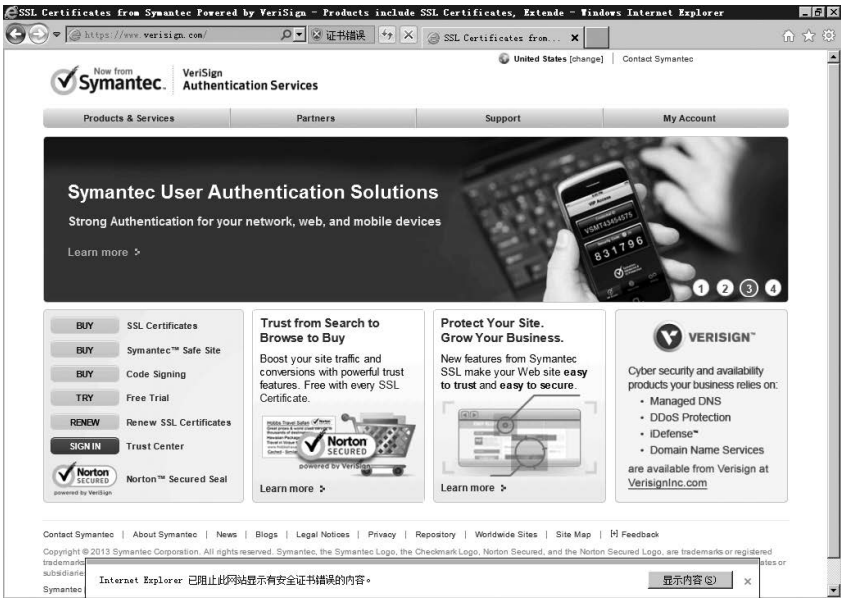 SSL Certificates from Symantec Powered by VeriSign - Products include SSL Certificates, Extende - Windows Internet Explorer
https://www.verisign.com/
证书错误
SSL Certificates from...
United States [change] | Contact Symantec
Now from
Symantec.
VeriSign
Authentication Services
Products & Services
Partners
Support
My Account
Symantec User Authentication Solutions
Strong Authentication for your network, web, and mobile devices
Learn more
VIP Access
VSMT43454575
831796
1 2 3 4
BUY SSL Certificates
BUY Symantec™ Safe Site
BUY Code Signing
TRY Free Trial
RENEW Renew SSL Certificates
SIGN IN Trust Center
Norton
SECURED
powered by VeriSign
Norton™ Secured Seal
Trust from Search to
Browse to Buy
Boost your site traffic and
conversions with powerful trust
features. Free with every SSL
Certificate.
Norton
SECURED
powered by VeriSign
Learn more
Protect Your Site.
Grow Your Business.
New features from Symantec
SSL make your Web site easy
to trust and easy to secure.
Learn more
VERISIGN™
Cyber security and availability
products your business relies on:
• Managed DNS
• DDoS Protection
• iDefense™
• Domain Name Services
are available from Verisign at
VerisignInc.com
Contact Symantec | About Symantec | News | Blogs | Legal Notices | Privacy | Repository | Worldwide Sites | Site Map | [+] Feedback
Copyright © 2013 Symantec Corporation. All rights reserved. Symantec, the Symantec Logo, the Checkmark Logo, Norton Secured, and the Norton Secured Logo, are trademarks or registered
trademarks
subsidiarie
Symantec
Internet Explorer 已阻止此网站显示有安全证书错误的内容。
显示内容(S)